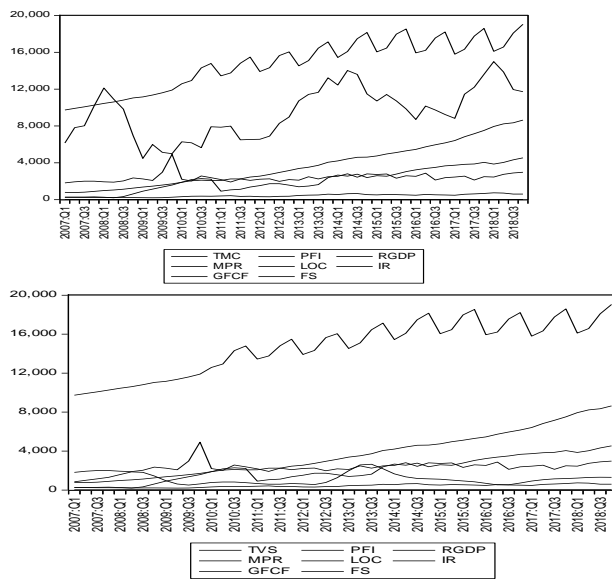 20,000
16,000
12,000
8,000
4,000
0
2007:Q1
2007:Q3
2008:Q1
2008:Q3
2009:Q1
2009:Q3
2010:Q1
2010:Q3
2011:Q1
2011:Q3
2012:Q1
2012:Q3
2013:Q1
2013:Q3
2014:Q1
2014:Q3
2015:Q1
2015:Q3
2016:Q1
2016:Q3
2017:Q1
2017:Q3
2018:Q1
2018:Q3
TMC PFI RGDP
MPR LOC IR
GFCF FS
20,000
16,000
12,000
8,000
4,000
0
2007:Q1
2007:Q3
2008:Q1
2008:Q3
2009:Q1
2009:Q3
2010:Q1
2010:Q3
2011:Q1
2011:Q3
2012:Q1
2012:Q3
2013:Q1
2013:Q3
2014:Q1
2014:Q3
2015:Q1
2015:Q3
2016:Q1
2016:Q3
2017:Q1
2017:Q3
2018:Q1
2018:Q3
TVS PFI RGDP
MPR LOC IR
GFCF FS